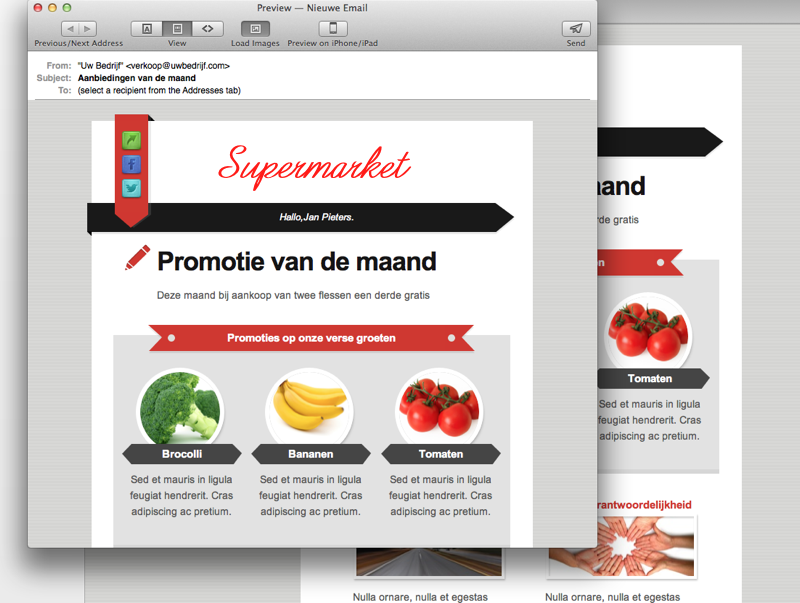 Preview — Nieuwe Email
Previous/Next Address
View
Load Images
Preview on iPhone/iPad
Send
From: "Uw Bedrijf" <verkoop@uwbedrijf.com>
Subject: Aanbiedingen van de maand
To: (select a recipient from the Addresses tab)
Supermarket
Hallo,Jan Pieters.
Promotie van de maand
Deze maand bij aankoop van twee flessen een derde gratis
Promoties op onze verse groeten
Brocolli
Sed et mauris in ligula
feugiat hendrerit. Cras
adipiscing ac pretium.
Bananen
Sed et mauris in ligula
feugiat hendrerit. Cras
adipiscing ac pretium.
Tomaten
Sed et mauris in ligula
feugiat hendrerit. Cras
adipiscing ac pretium.
aand
rde gratis
n
Tomaten
Sed et mauris in ligula
feugiat hendrerit. Cras
adipiscing ac pretium.
rantwoordelijkheid
Nulla ornare, nulla et egestas
Nulla ornare, nulla et egestas